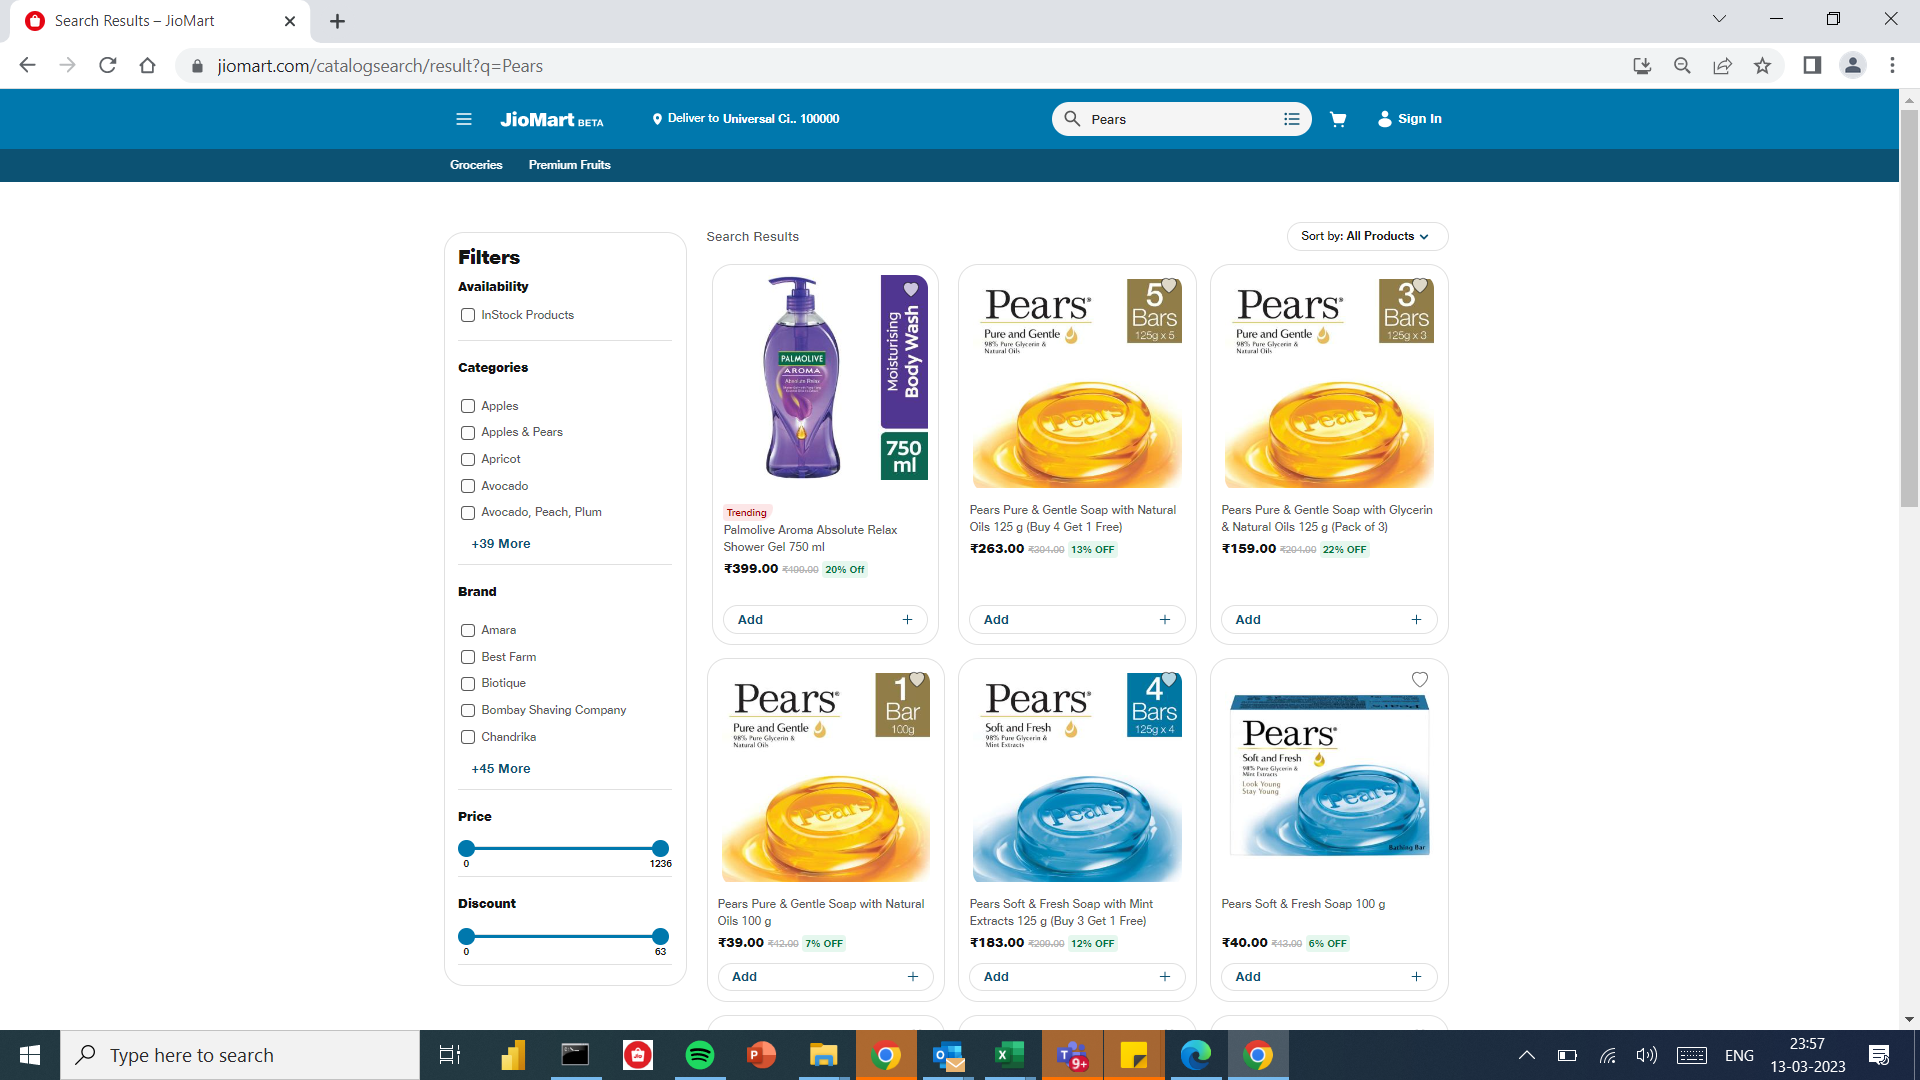 Search Results – JioMart
jiomart.com/catalogsearch/result?q=Pears
JioMart BETA
Deliver to Universal Ci.. 100000
Pears
Sign In
Groceries
Premium Fruits
Filters
Availability
InStock Products
Categories
Apples
Apples & Pears
Apricot
Avocado
Avocado, Peach, Plum
+39 More
Brand
Amara
Best Farm
Biotique
Bombay Shaving Company
Chandrika
+45 More
Price
0
1236
Discount
0
63
Search Results
Sort by: All Products
PALMOLIVE
AROMA
Absolute Relax
Moisturising
Body Wash
750
ml
Trending
Palmolive Aroma Absolute Relax
Shower Gel 750 ml
₹399.00 ₹499.00 20% Off
Add
Pears
Pure and Gentle
98% Pure Glycerin &
Natural Oils
5
Bars
125g x 5
Pears
Pears Pure & Gentle Soap with Natural
Oils 125 g (Buy 4 Get 1 Free)
₹263.00 ₹304.00 13% OFF
Add
Pears
Pure and Gentle
98% Pure Glycerin &
Natural Oils
3
Bars
125g x 3
Pears
Pears Pure & Gentle Soap with Glycerin
& Natural Oils 125 g (Pack of 3)
₹159.00 ₹204.00 22% OFF
Add
Pears
Pure and Gentle
98% Pure Glycerin &
Natural Oils
1
Bar
100g
Pears
Pears Pure & Gentle Soap with Natural
Oils 100 g
₹39.00 ₹42.00 7% OFF
Add
Pears
Soft and Fresh
98% Pure Glycerin &
Mint Extracts
4
Bars
125g x 4
Pears
Pears Soft & Fresh Soap with Mint
Extracts 125 g (Buy 3 Get 1 Free)
₹183.00 ₹209.00 12% OFF
Add
Pears
Soft and Fresh
98% Pure Glycerin &
Mint Extracts
Look Young
Stay Young
Pears
Bathing Bar
Pears Soft & Fresh Soap 100 g
₹40.00 ₹43.00 6% OFF
Add
Type here to search
9+
ENG
23:57
13-03-2023